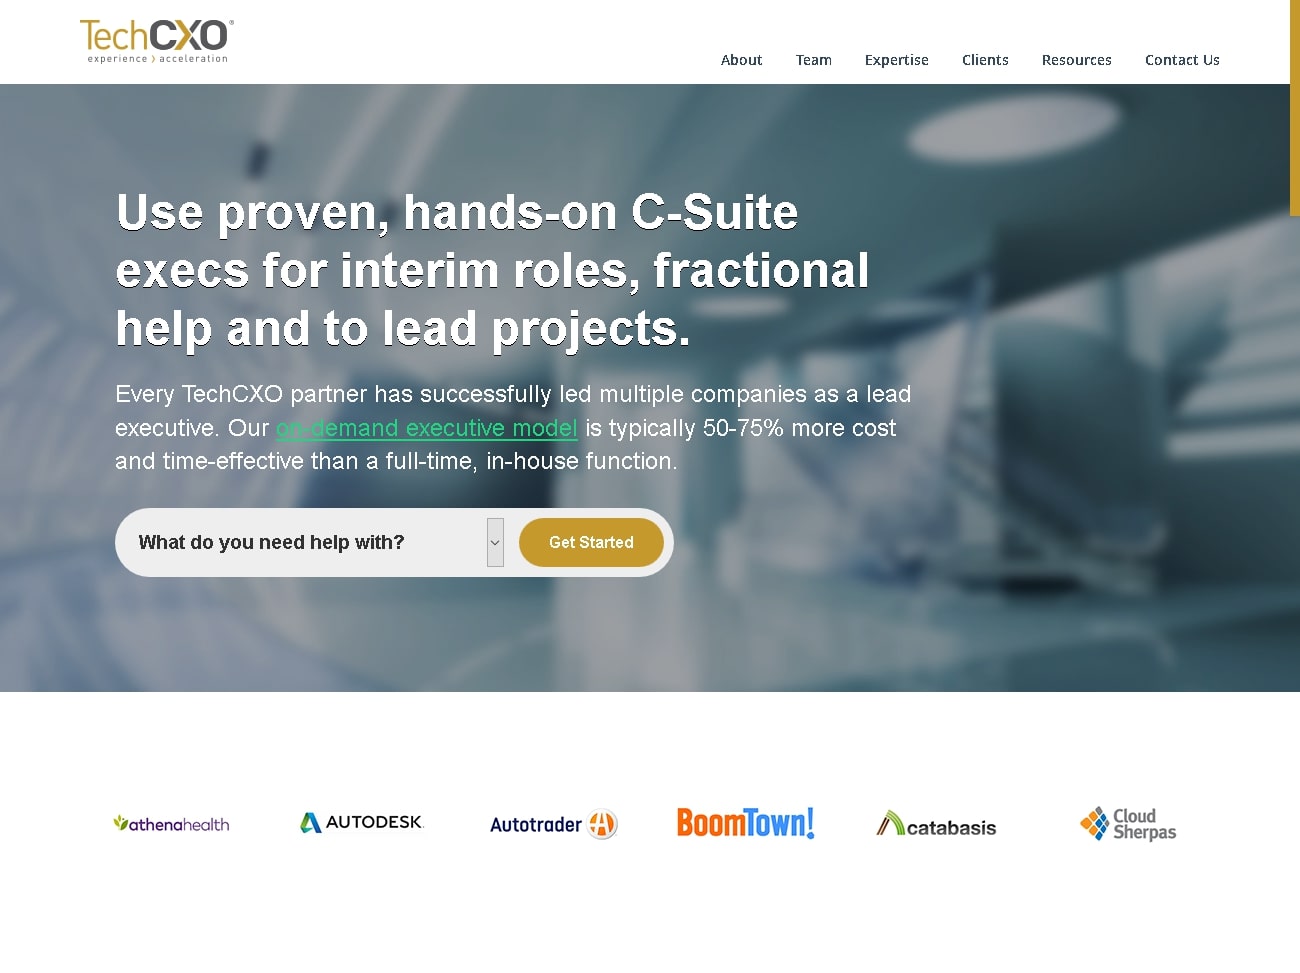 TechCXO®
experience > acceleration
About Team Expertise Clients Resources Contact Us
Use proven, hands-on C-Suite
execs for interim roles, fractional
help and to lead projects.
Every TechCXO partner has successfully led multiple companies as a lead
executive. Our on-demand executive model is typically 50-75% more cost
and time-effective than a full-time, in-house function.
What do you need help with? Get Started
athenahealth AUTODESK. Autotrader BoomTown! catabasis Cloud
Sherpas